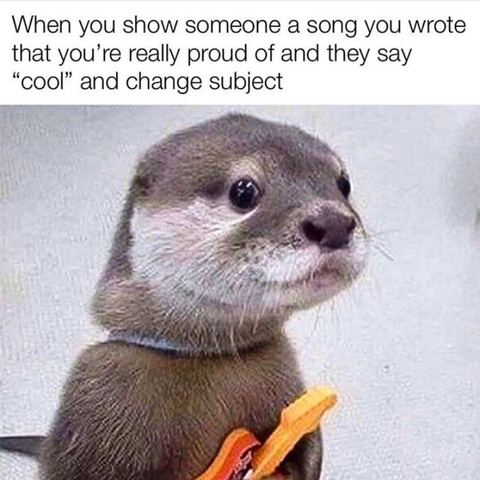 When you show someone a song you wrote
that you're really proud of and they say
“cool” and change subject